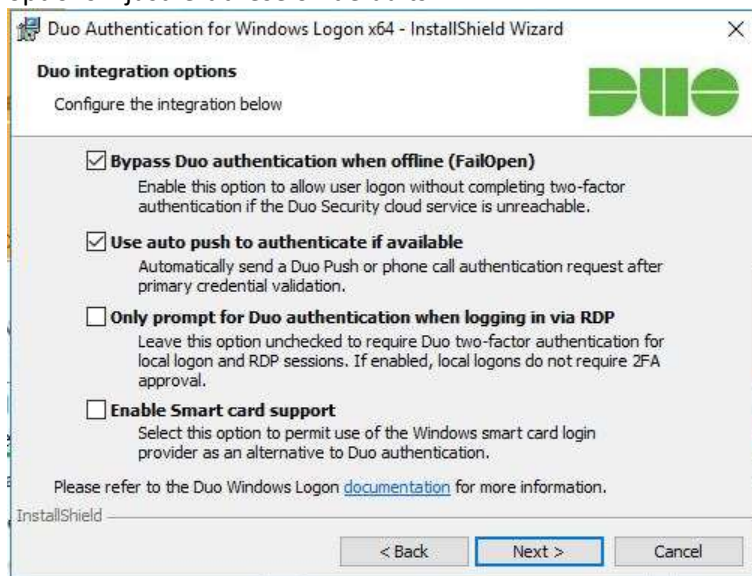 Duo Authentication for Windows Logon x64 - InstallShield Wizard
Duo integration options
Configure the integration below
DUO
Bypass Duo authentication when offline (FailOpen)
Enable this option to allow user logon without completing two-factor
authentication if the Duo Security cloud service is unreachable.
Use auto push to authenticate if available
Automatically send a Duo Push or phone call authentication request after
primary credential validation.
Only prompt for Duo authentication when logging in via RDP
Leave this option unchecked to require Duo two-factor authentication for
local logon and RDP sessions. If enabled, local logons do not require 2FA
approval.
Enable Smart card support
Select this option to permit use of the Windows smart card login
provider as an alternative to Duo authentication.
Please refer to the Duo Windows Logon documentation for more information.
InstallShield
< Back
Next >
Cancel